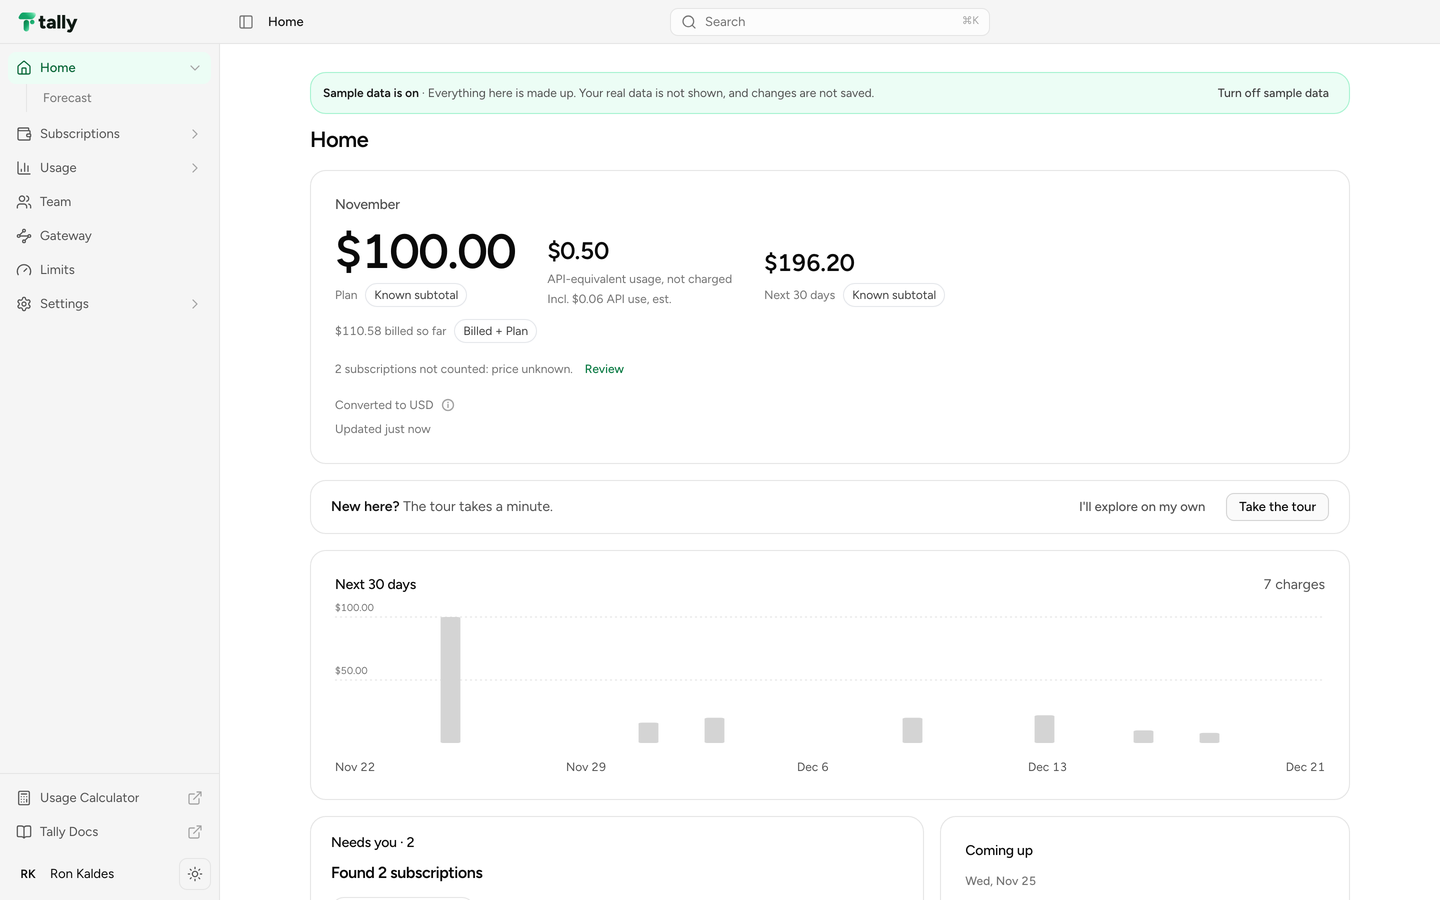 tally
Home
Search
⌘K
Home
Forecast
Subscriptions
Usage
Team
Gateway
Limits
Settings
Usage Calculator
Tally Docs
RK Ron Kaldes
Sample data is on · Everything here is made up. Your real data is not shown, and changes are not saved.
Turn off sample data
Home
November
$100.00
Plan Known subtotal
$0.50
API-equivalent usage, not charged
Incl. $0.06 API use, est.
$196.20
Next 30 days Known subtotal
$110.58 billed so far Billed + Plan
2 subscriptions not counted: price unknown. Review
Converted to USD
Updated just now
New here? The tour takes a minute.
I'll explore on my own
Take the tour
Next 30 days
7 charges
$100.00
$50.00
Nov 22 Nov 29 Dec 6 Dec 13 Dec 21
Needs you · 2
Found 2 subscriptions
Coming up
Wed, Nov 25